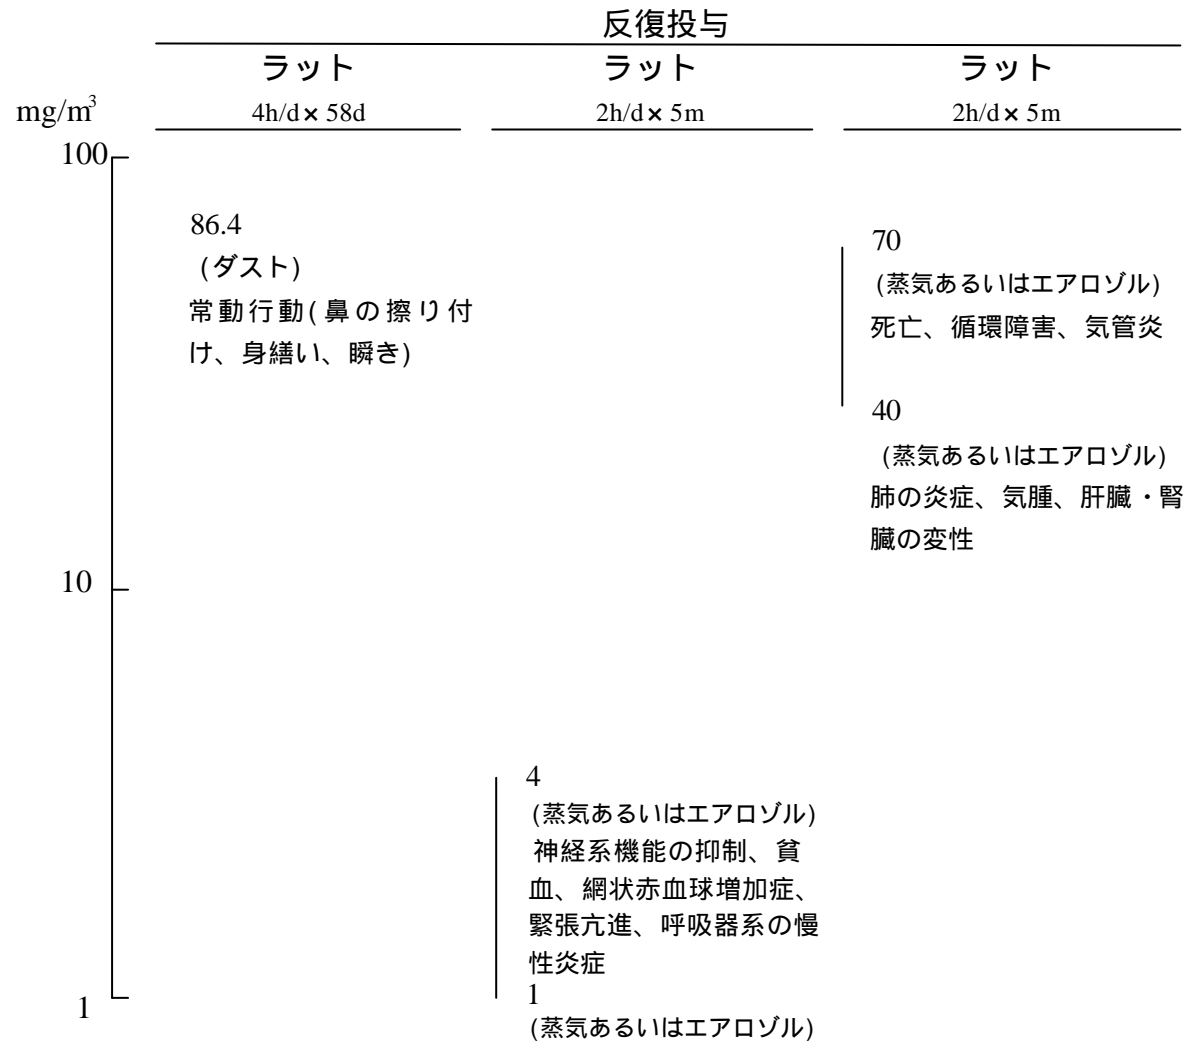 反復投与
ラット
ラット
ラット
mg/m³
4h/d×58d
2h/d×5m
2h/d×5m
100
86.4
(ダスト)
常動行動(鼻の擦り付
け、身繕い、瞬き)
70
(蒸気あるいはエアロゾル)
死亡、循環障害、気管炎
40
(蒸気あるいはエアロゾル)
肺の炎症、気腫、肝臓・腎
臓の変性
10
4
(蒸気あるいはエアロゾル)
神経系機能の抑制、貧
血、網状赤血球増加症、
緊張亢進、呼吸器系の慢
性炎症
1
1
(蒸気あるいはエアロゾル)